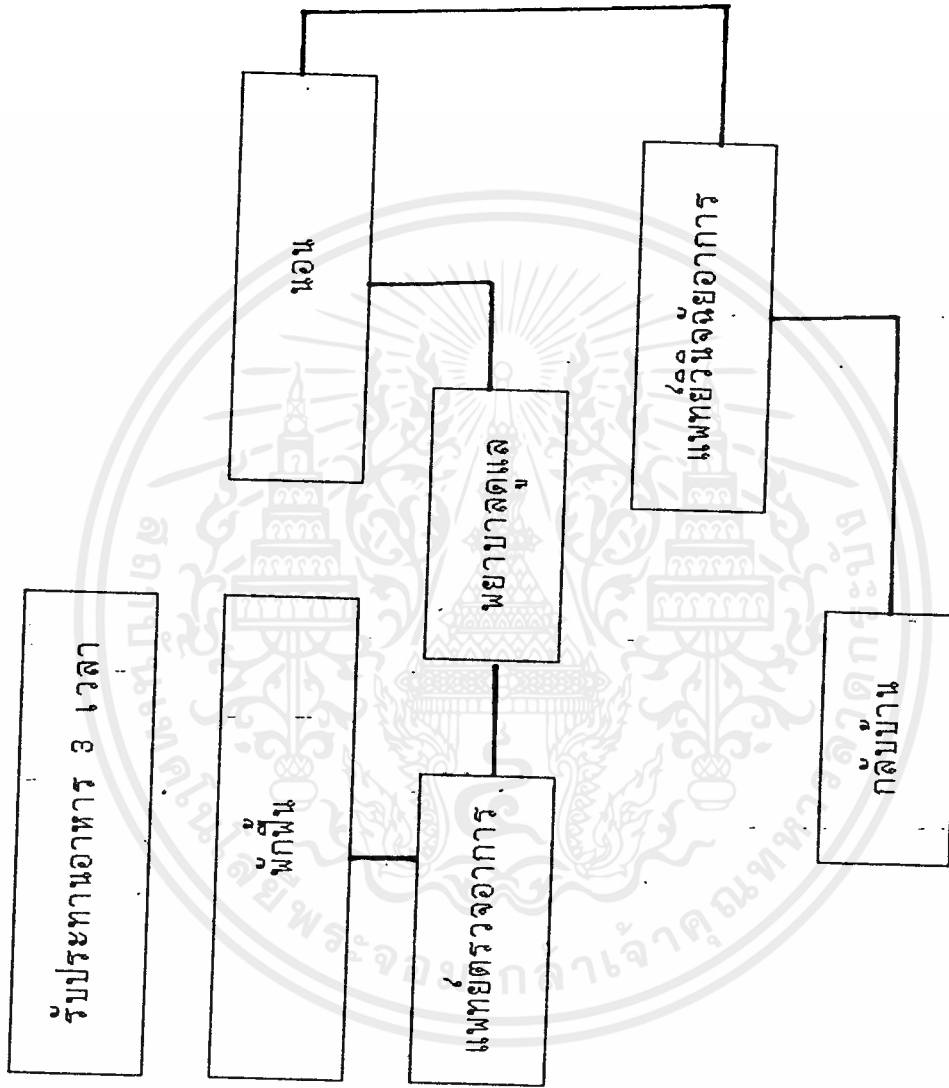 รับประทานอาหาร 3 เวลา
พักฟื้น
นอน
แพทย์ตรวจอาการ
พยาบาลดูแล
แพทย์วินิจฉัยอาการ
กลับบ้าน